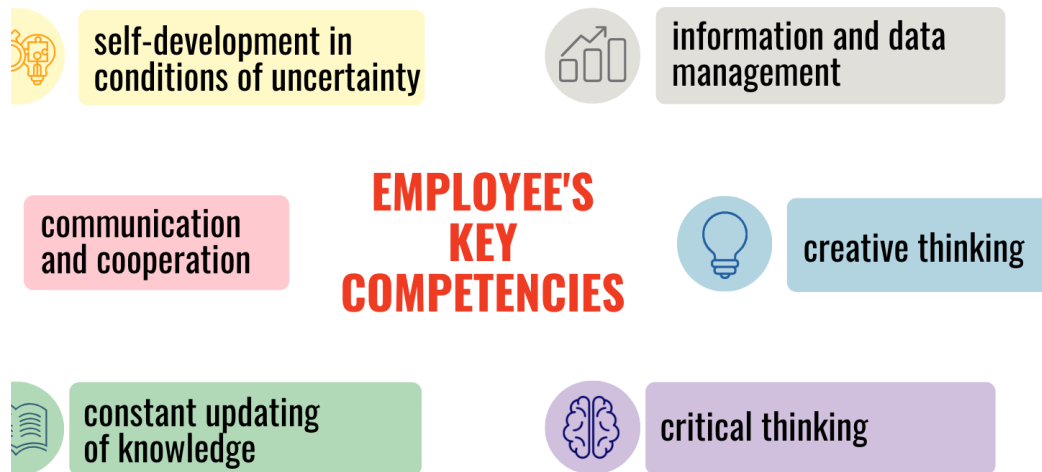 self-development in
conditions of uncertainty
information and data
management
EMPLOYEE'S
KEY
COMPETENCIES
communication
and cooperation
creative thinking
constant updating
of knowledge
critical thinking